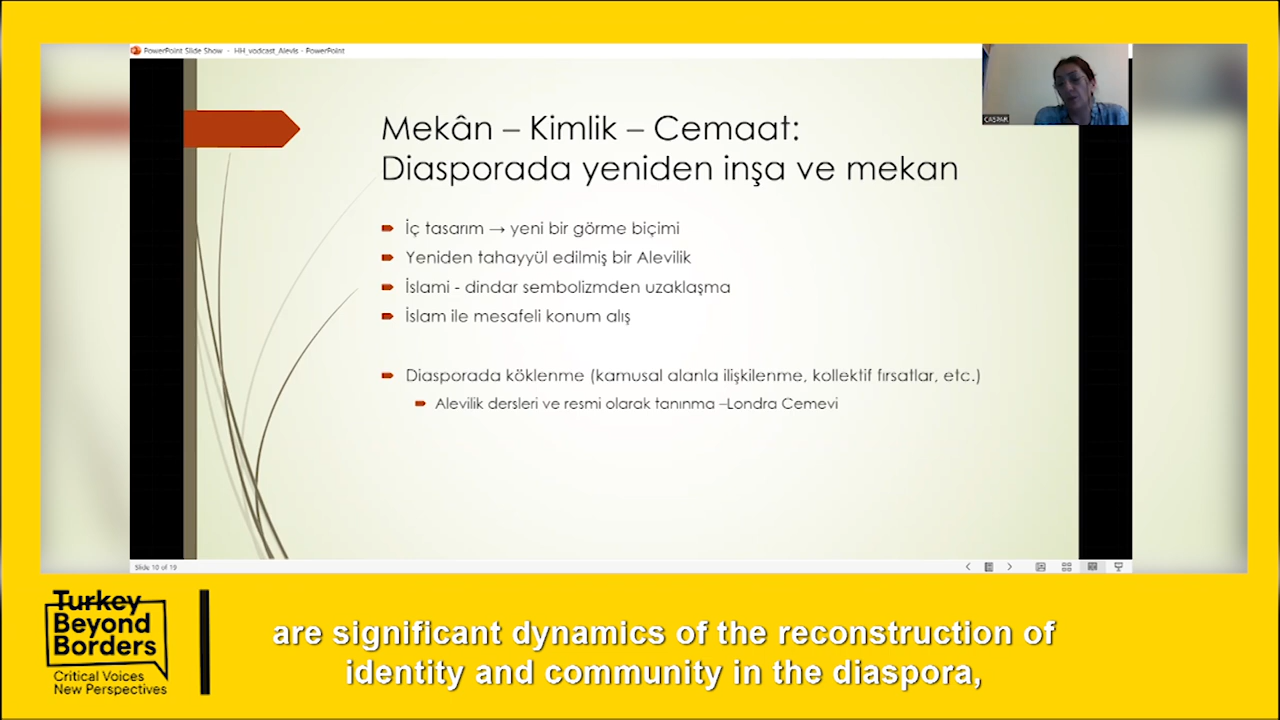 PowerPoint Slide Show - HH_vodcast_Alevis - PowerPoint
CASPAR
Mekân – Kimlik – Cemaat:
Diasporada yeniden inşa ve mekan
İç tasarım → yeni bir görme biçimi
Yeniden tahayyül edilmiş bir Alevilik
İslami - dindar sembolizmden uzaklaşma
İslam ile mesafeli konum alış
Diasporada köklenme (kamusal alanla ilişkilenme, kollektif fırsatlar, etc.)
Alevilik dersleri ve resmi olarak tanınma –Londra Cemevi
Slide 10 of 19
Turkey
Beyond
Borders
Critical Voices
New Perspectives
are significant dynamics of the reconstruction of
identity and community in the diaspora,